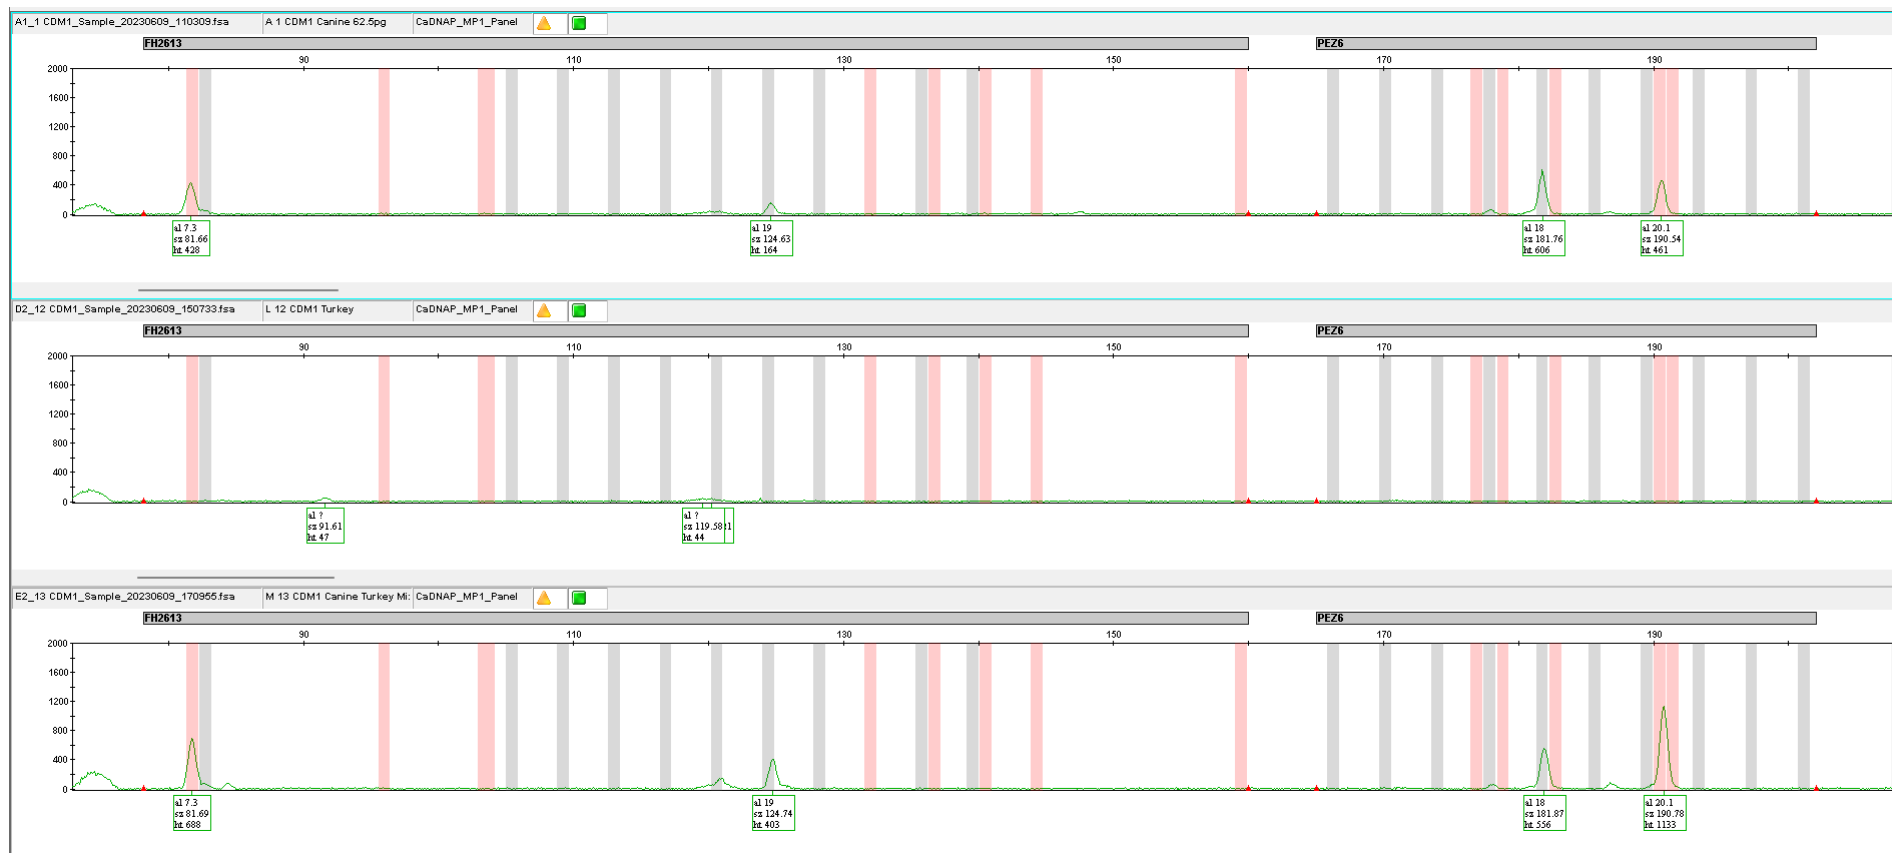 A1_1 CDM1_Sample_20230609_110309.fsa A 1 CDM1 Canine 62.5pg CaDNAP_MP1_Panel
FH2613 PEZ6
90 110 130 150 170 190
2000
1600
1200
800
400
0
al 7.3
sz 81.66
ht 428
al 19
sz 124.63
ht 164
al 18
sz 181.76
ht 606
al 20.1
sz 190.54
ht 461
D2_12 CDM1_Sample_20230609_150733.fsa L 12 CDM1 Turkey CaDNAP_MP1_Panel
FH2613 PEZ6
90 110 130 150 170 190
2000
1600
1200
800
400
0
al ?
sz 91.61
ht 47
al ?
sz 119.58
ht 44
E2_13 CDM1_Sample_20230609_170955.fsa M 13 CDM1 Canine Turkey Mi: CaDNAP_MP1_Panel
FH2613 PEZ6
90 110 130 150 170 190
2000
1600
1200
800
400
0
al 7.3
sz 81.69
ht 688
al 19
sz 124.74
ht 403
al 18
sz 181.87
ht 556
al 20.1
sz 190.78
ht 1133